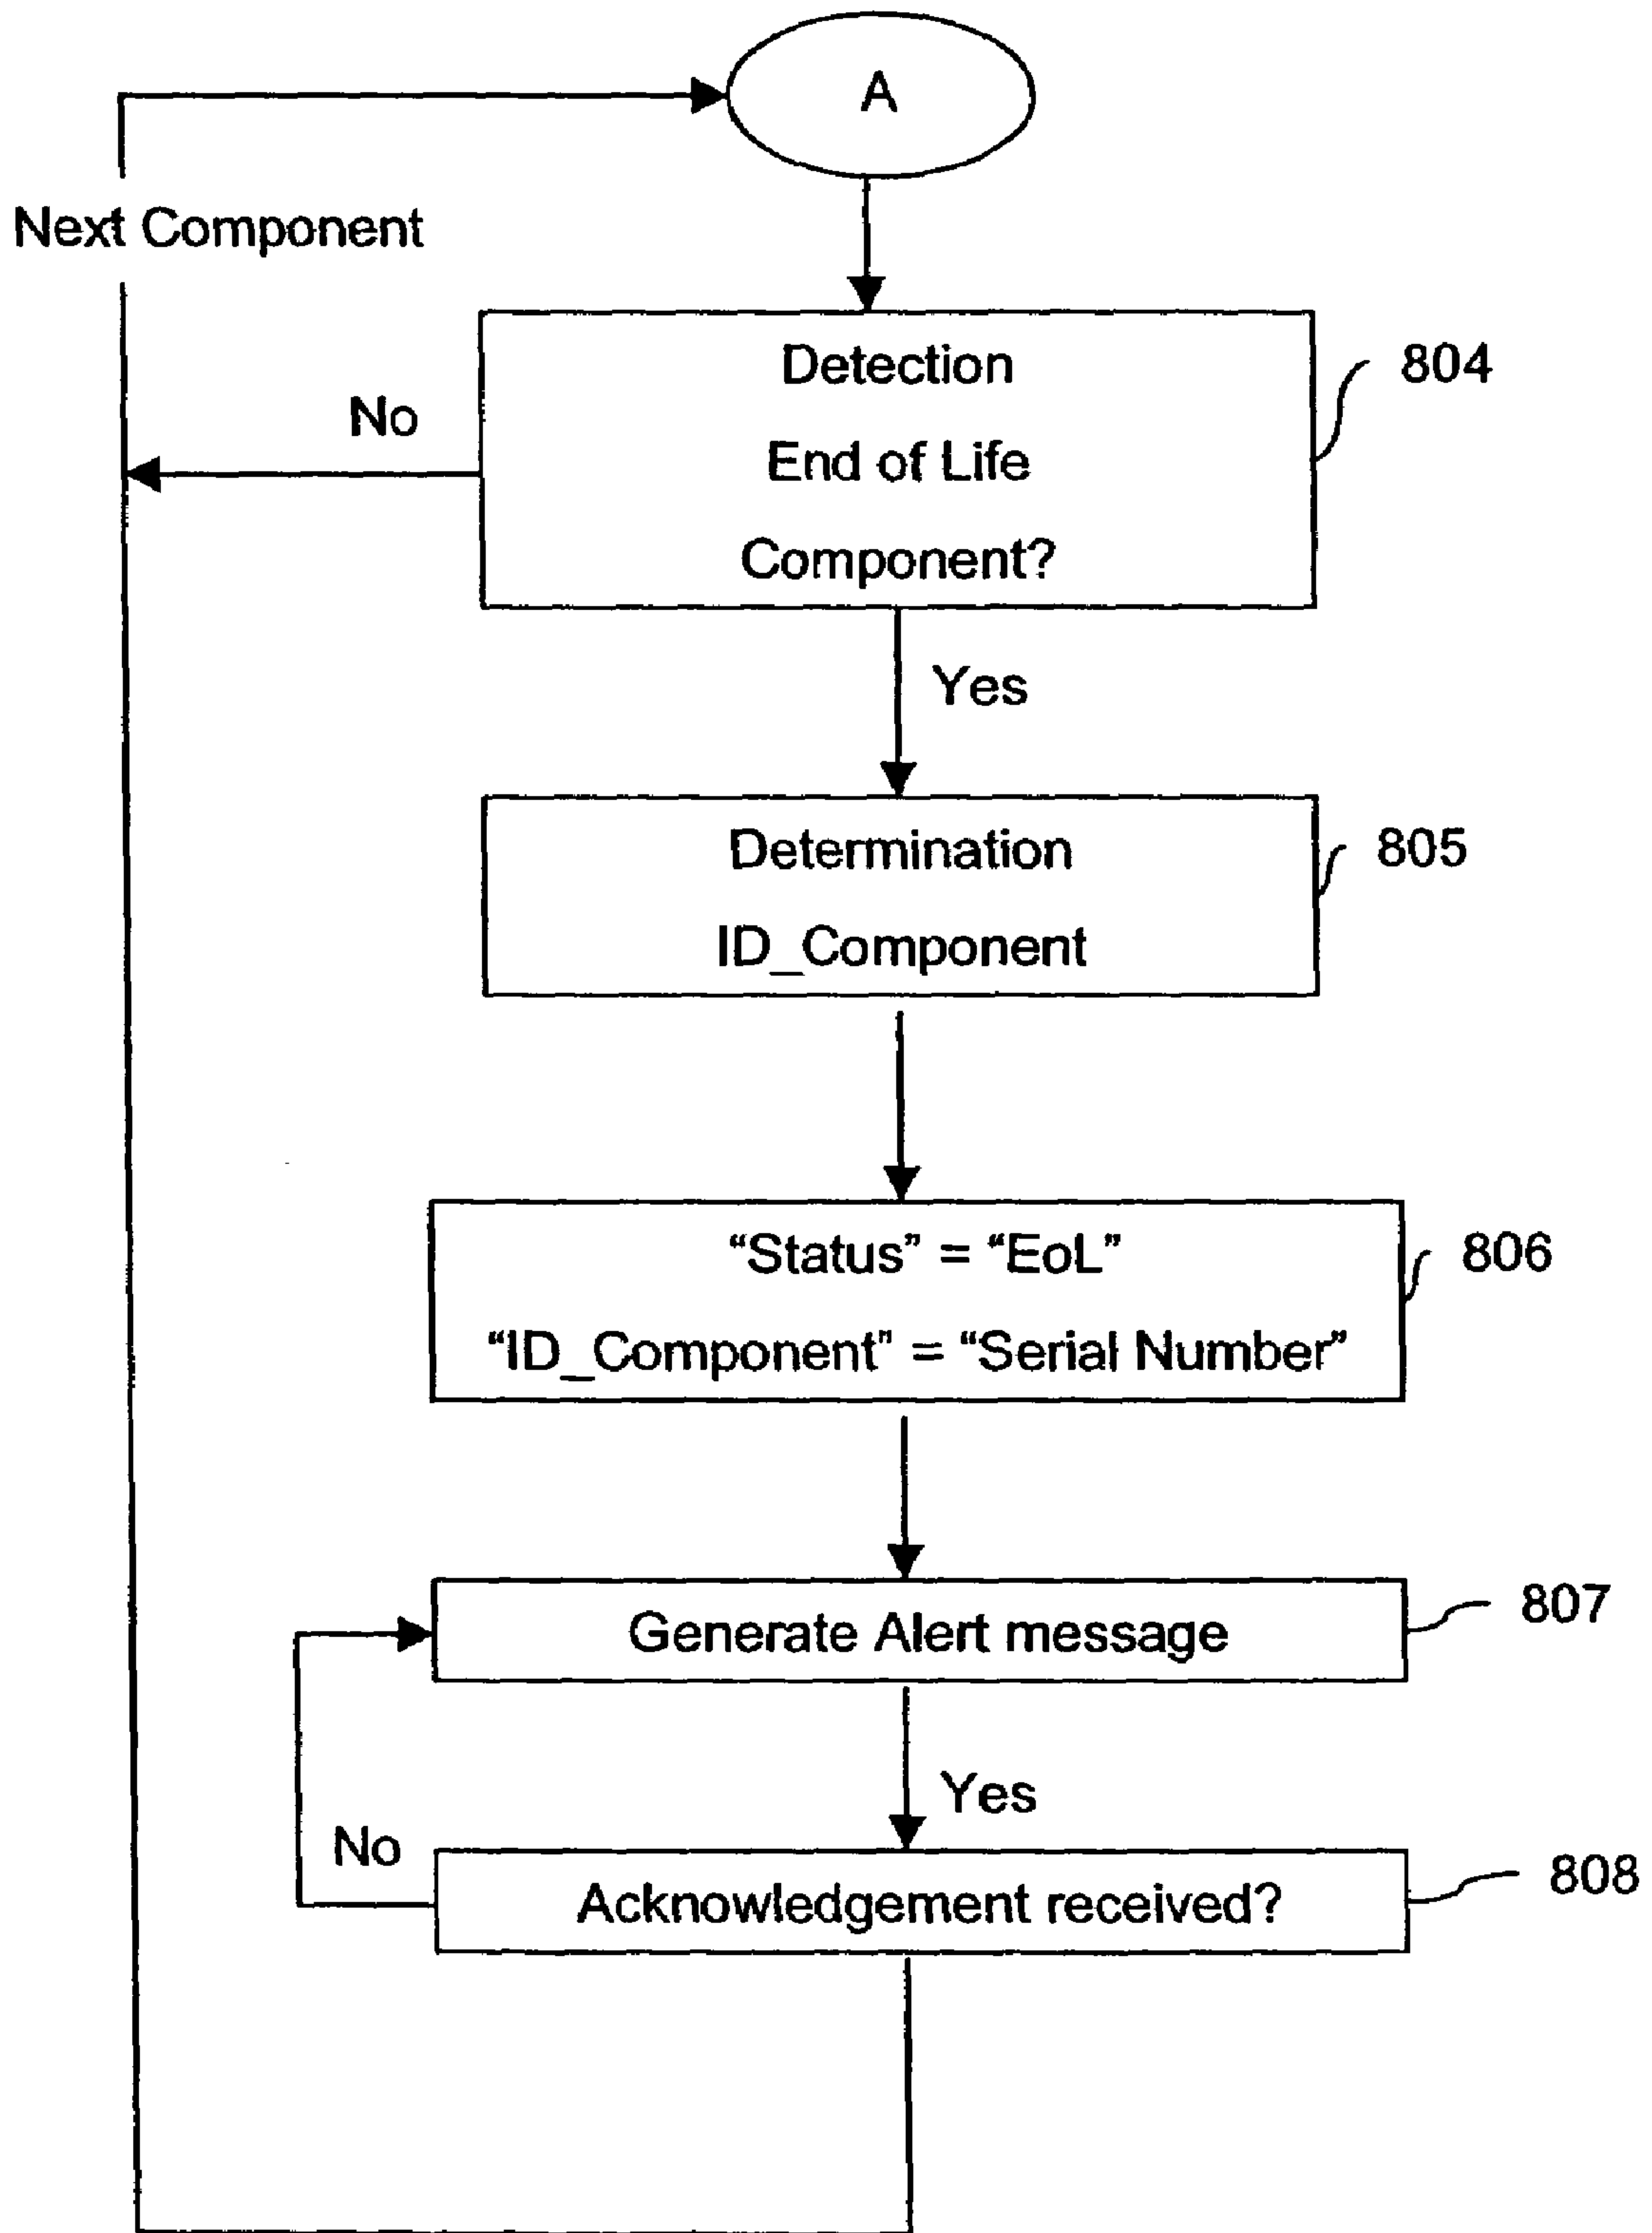 A
Next Component
Detection
End of Life
Component?
804
No
Yes
Determination
ID_Component
805
“Status” = “EoL”
“ID_Component” = “Serial Number”
806
Generate Alert message
807
Yes
No
Acknowledgement received?
808